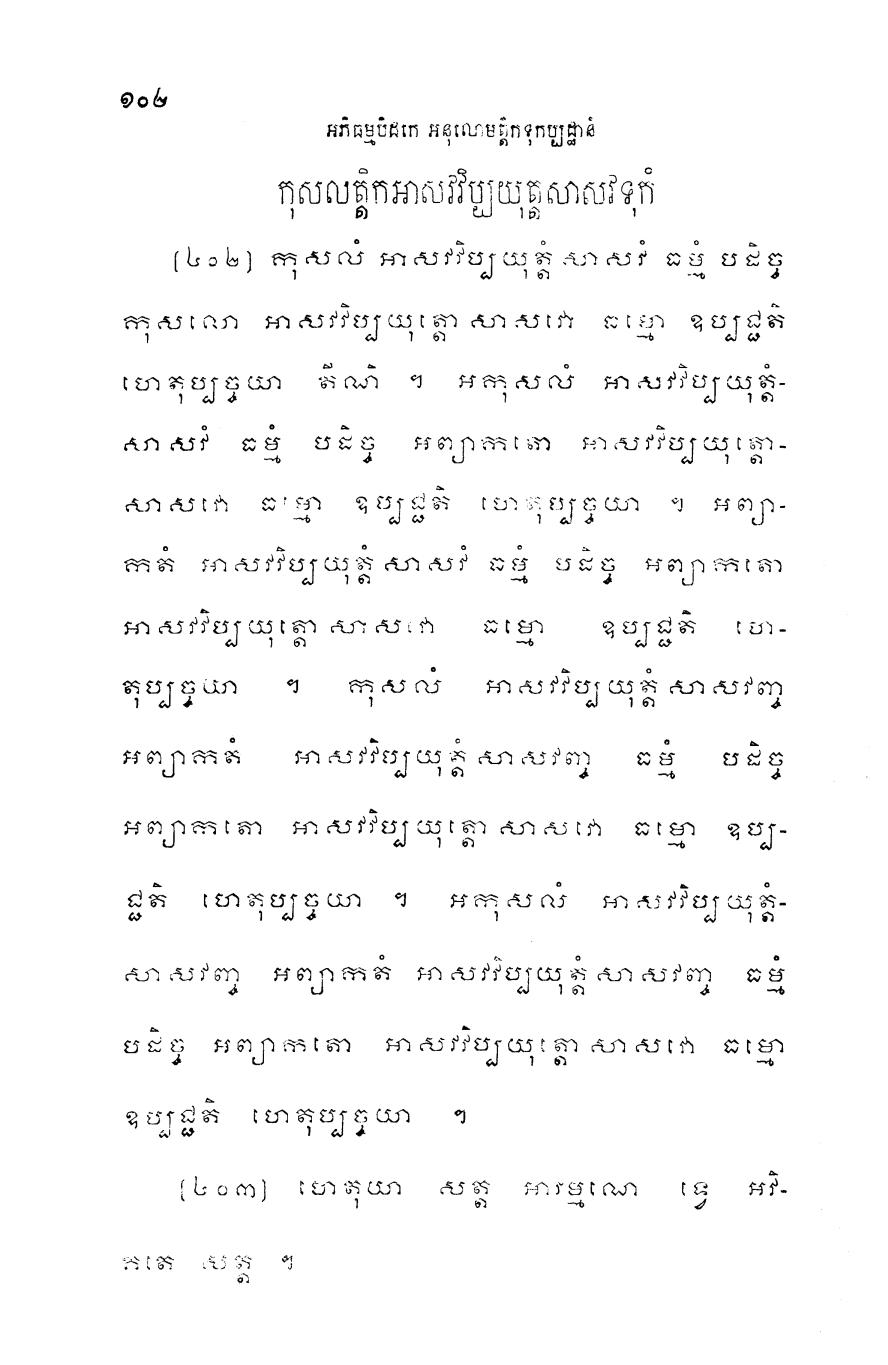 ១០២
អភិធម្មបិដកេ អនុលោមត្តិកទុកប្បដ្ឋានំ
កុសលត្តិកអាសវវិប្បយុត្តសាសវទុកំ
[៤០២] កុសលំ អាសវវិប្បយុត្តំសាសវំ ធម្មំ បដិច្ច
កុសលោ អាសវវិប្បយុត្តោសាសវោ ធម្មោ ឧប្បជ្ជតិ
ហេតុប្បច្ចយា តីណិ ។ អកុសលំ អាសវវិប្បយុត្តំ-
សាសវំ ធម្មំ បដិច្ច អព្យាកតោ អាសវវិប្បយុត្តោ-
សាសវោ ធម្មោ ឧប្បជ្ជតិ ហេតុប្បច្ចយា ។ អព្យា-
កតំ អាសវវិប្បយុត្តំសាសវំ ធម្មំ បដិច្ច អព្យាកតោ
អាសវវិប្បយុត្តោសាសវោ ធម្មោ ឧប្បជ្ជតិ ហេ-
តុប្បច្ចយា ។ កុសលំ អាសវវិប្បយុត្តំសាសវញ្ច
អព្យាកតំ អាសវវិប្បយុត្តំសាសវញ្ច ធម្មំ បដិច្ច
អព្យាកតោ អាសវវិប្បយុត្តោសាសវោ ធម្មោ ឧប្ប-
ជ្ជតិ ហេតុប្បច្ចយា ។ អកុសលំ អាសវវិប្បយុត្តំ-
សាសវញ្ច អព្យាកតំ អាសវវិប្បយុត្តំសាសវញ្ច ធម្មំ
បដិច្ច អព្យាកតោ អាសវវិប្បយុត្តោសាសវោ ធម្មោ
ឧប្បជ្ជតិ ហេតុប្បច្ចយា ។
[៤០៣] ហេតុយា សត្ត អារម្មណេ ទ្វេ អវិ-
កតេ សត្ត ។